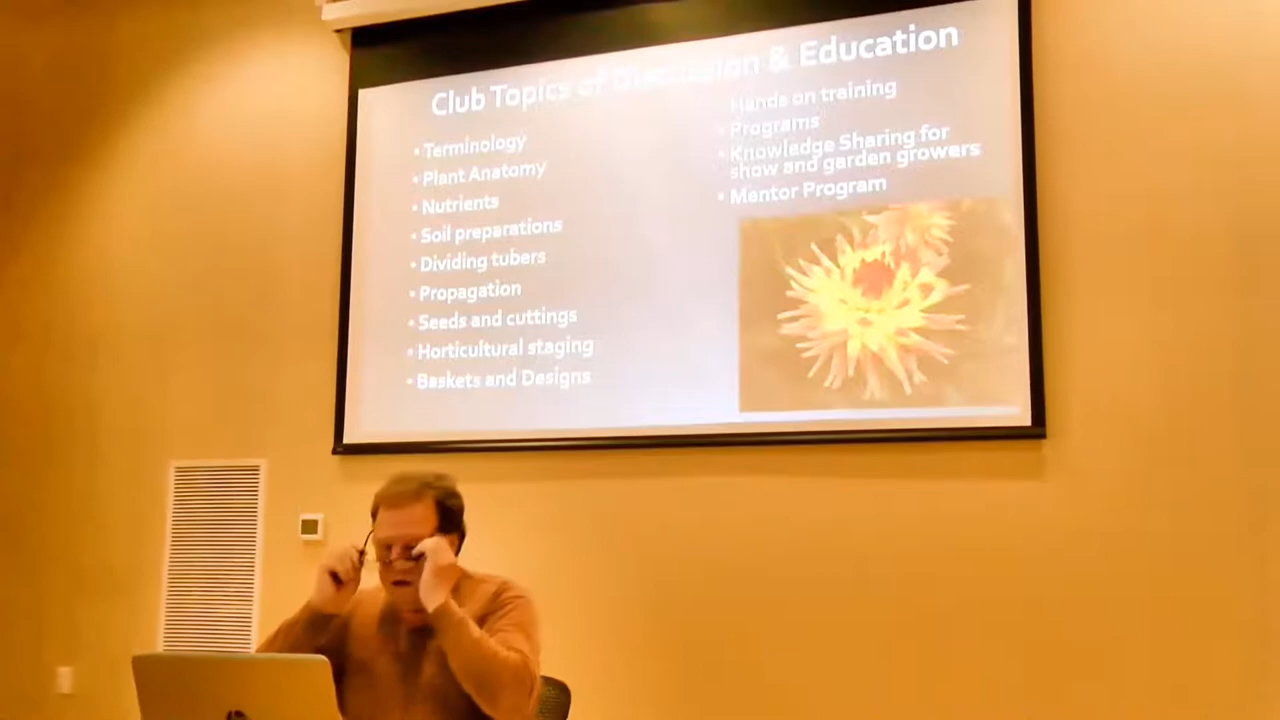 Club Topics of Discussion & Education
• Terminology
• Plant Anatomy
• Nutrients
• Soil preparations
• Dividing tubers
• Propagation
• Seeds and cuttings
• Horticultural staging
• Baskets and Designs
Hands on training
• Programs
• Knowledge Sharing for
show and garden growers
• Mentor Program